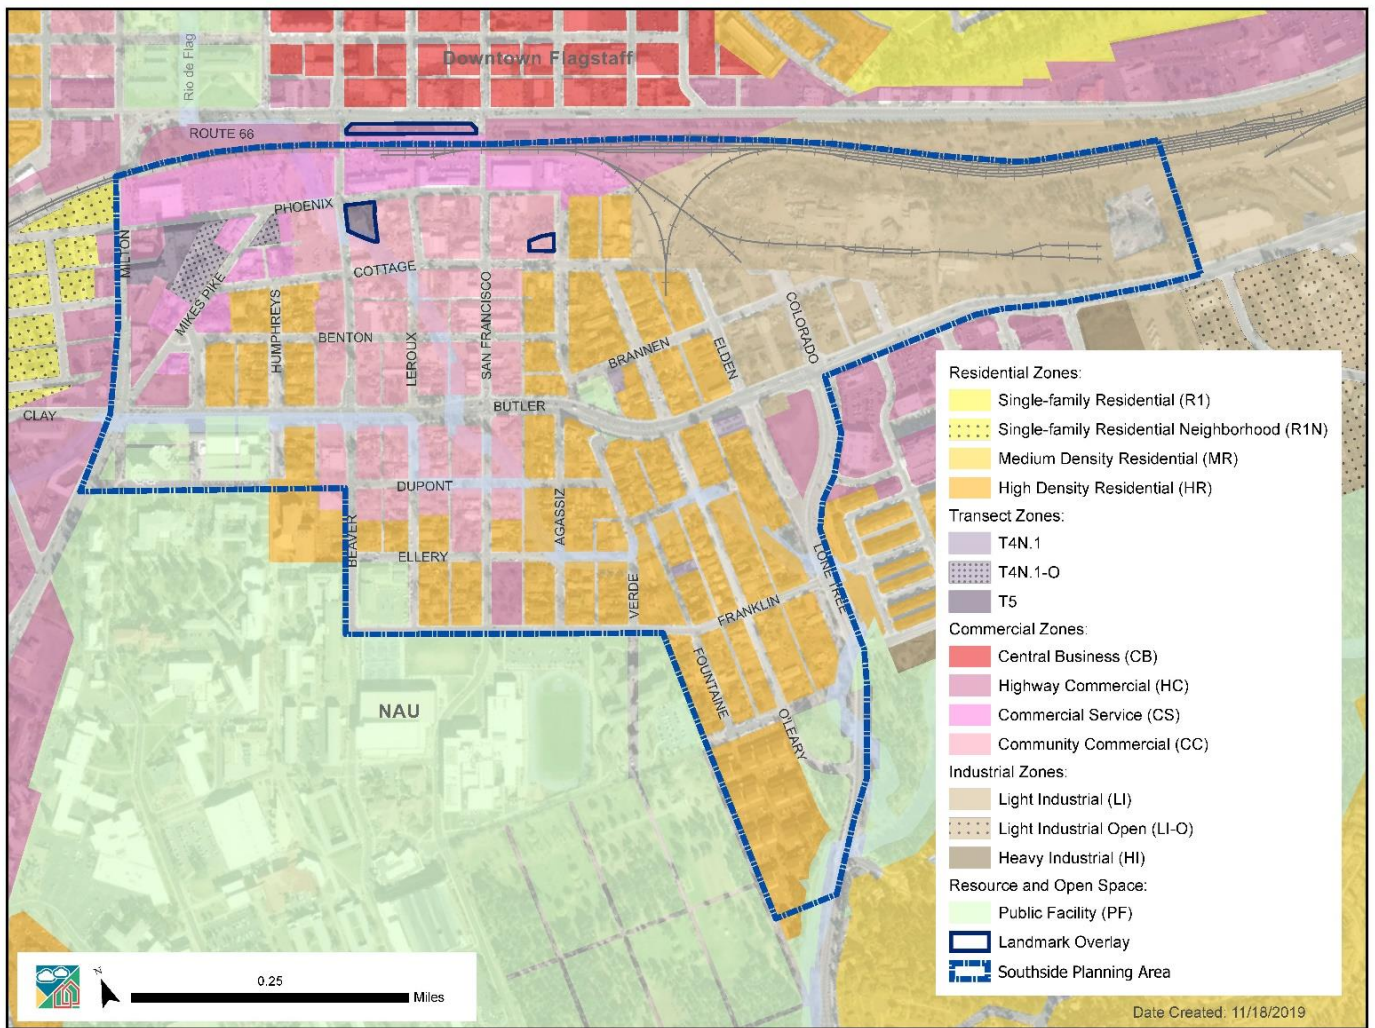 Downtown Flagstaff
Rio de Flag
ROUTE 66
PHOENIX
MILTON
MIKES PIKE
COTTAGE
HUMPHREYS
BENTON
LEROUX
SAN FRANCISCO
BRANNEN
ELDEN
COLORADO
CLAY
BUTLER
DUPONT
BEAVER
ELLERY
AGASSIZ
VERDE
FRANKLIN
LONE TREE
FOUNTAINE
O'LEARY
NAU
Residential Zones:
Single-family Residential (R1)
Single-family Residential Neighborhood (R1N)
Medium Density Residential (MR)
High Density Residential (HR)
Transect Zones:
T4N.1
T4N.1-O
T5
Commercial Zones:
Central Business (CB)
Highway Commercial (HC)
Commercial Service (CS)
Community Commercial (CC)
Industrial Zones:
Light Industrial (LI)
Light Industrial Open (LI-O)
Heavy Industrial (HI)
Resource and Open Space:
Public Facility (PF)
Landmark Overlay
Southside Planning Area
N
0.25
Miles
Date Created: 11/18/2019